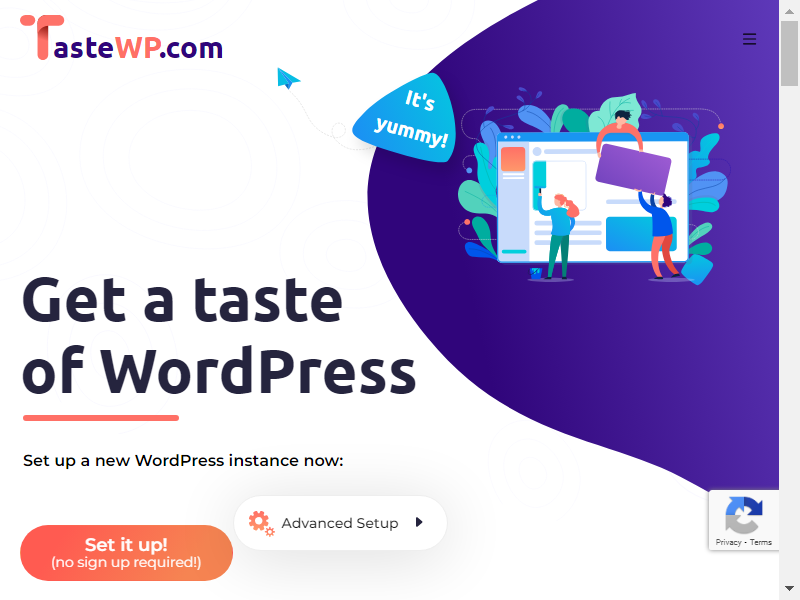 TasteWP.com
It's
yummy!
Get a taste
of WordPress
Set up a new WordPress instance now:
Advanced Setup
Set it up!
(no sign up required!)
Privacy - Terms